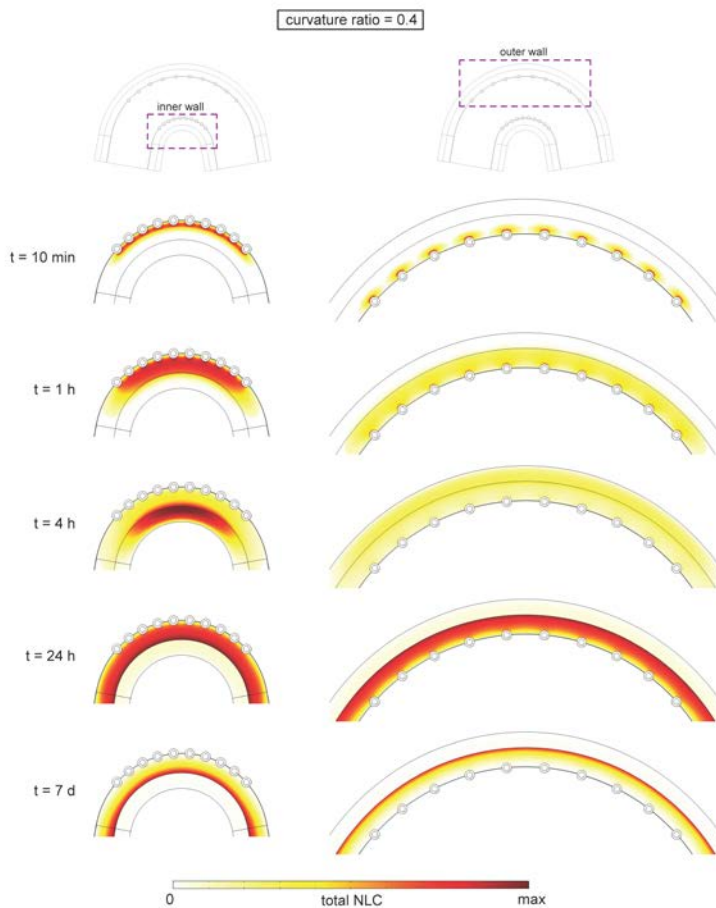 curvature ratio = 0.4
outer wall
inner wall
t = 10 min
t = 1 h
t = 4 h
t = 24 h
t = 7 d
0
total NLC
max